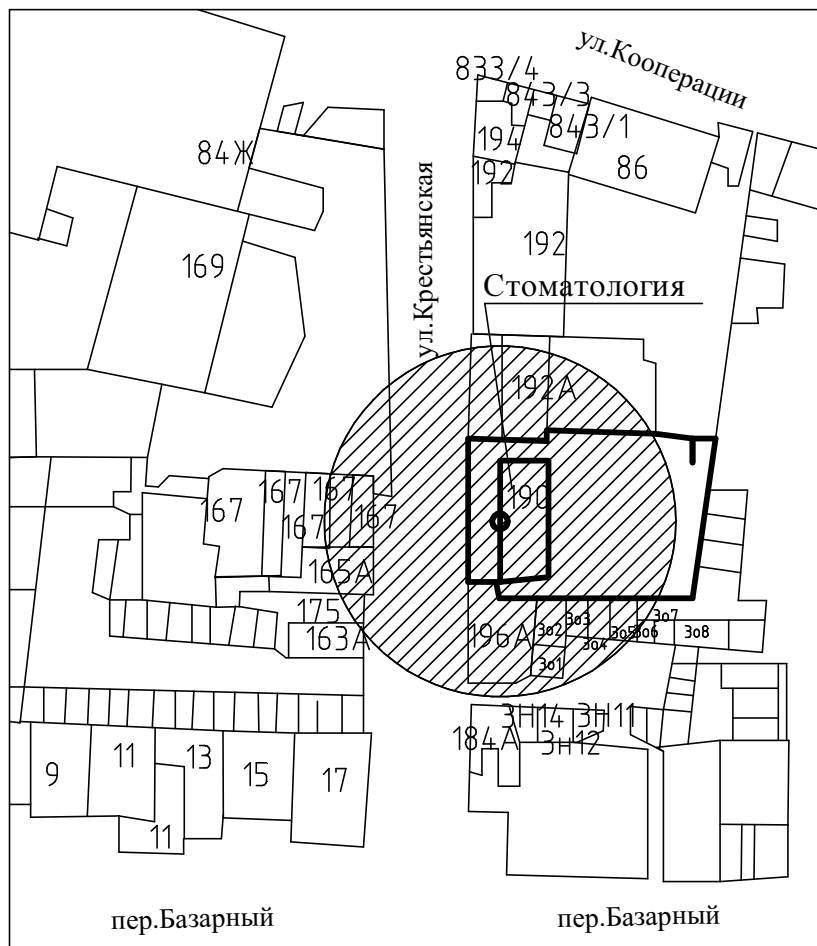 ул.Кооперации
833/4
843/3
843/1
194
84Ж
192
86
169
ул.Крестьянская
192
Стоматология
192А
167
167
167
167
167
190
165А
175
163А
196А
3о3
3о2
3о7
3о5
3о6
3о8
3о4
3о1
3Н14
3Н11
184А
3н12
9
11
13
15
17
11
пер.Базарный
пер.Базарный